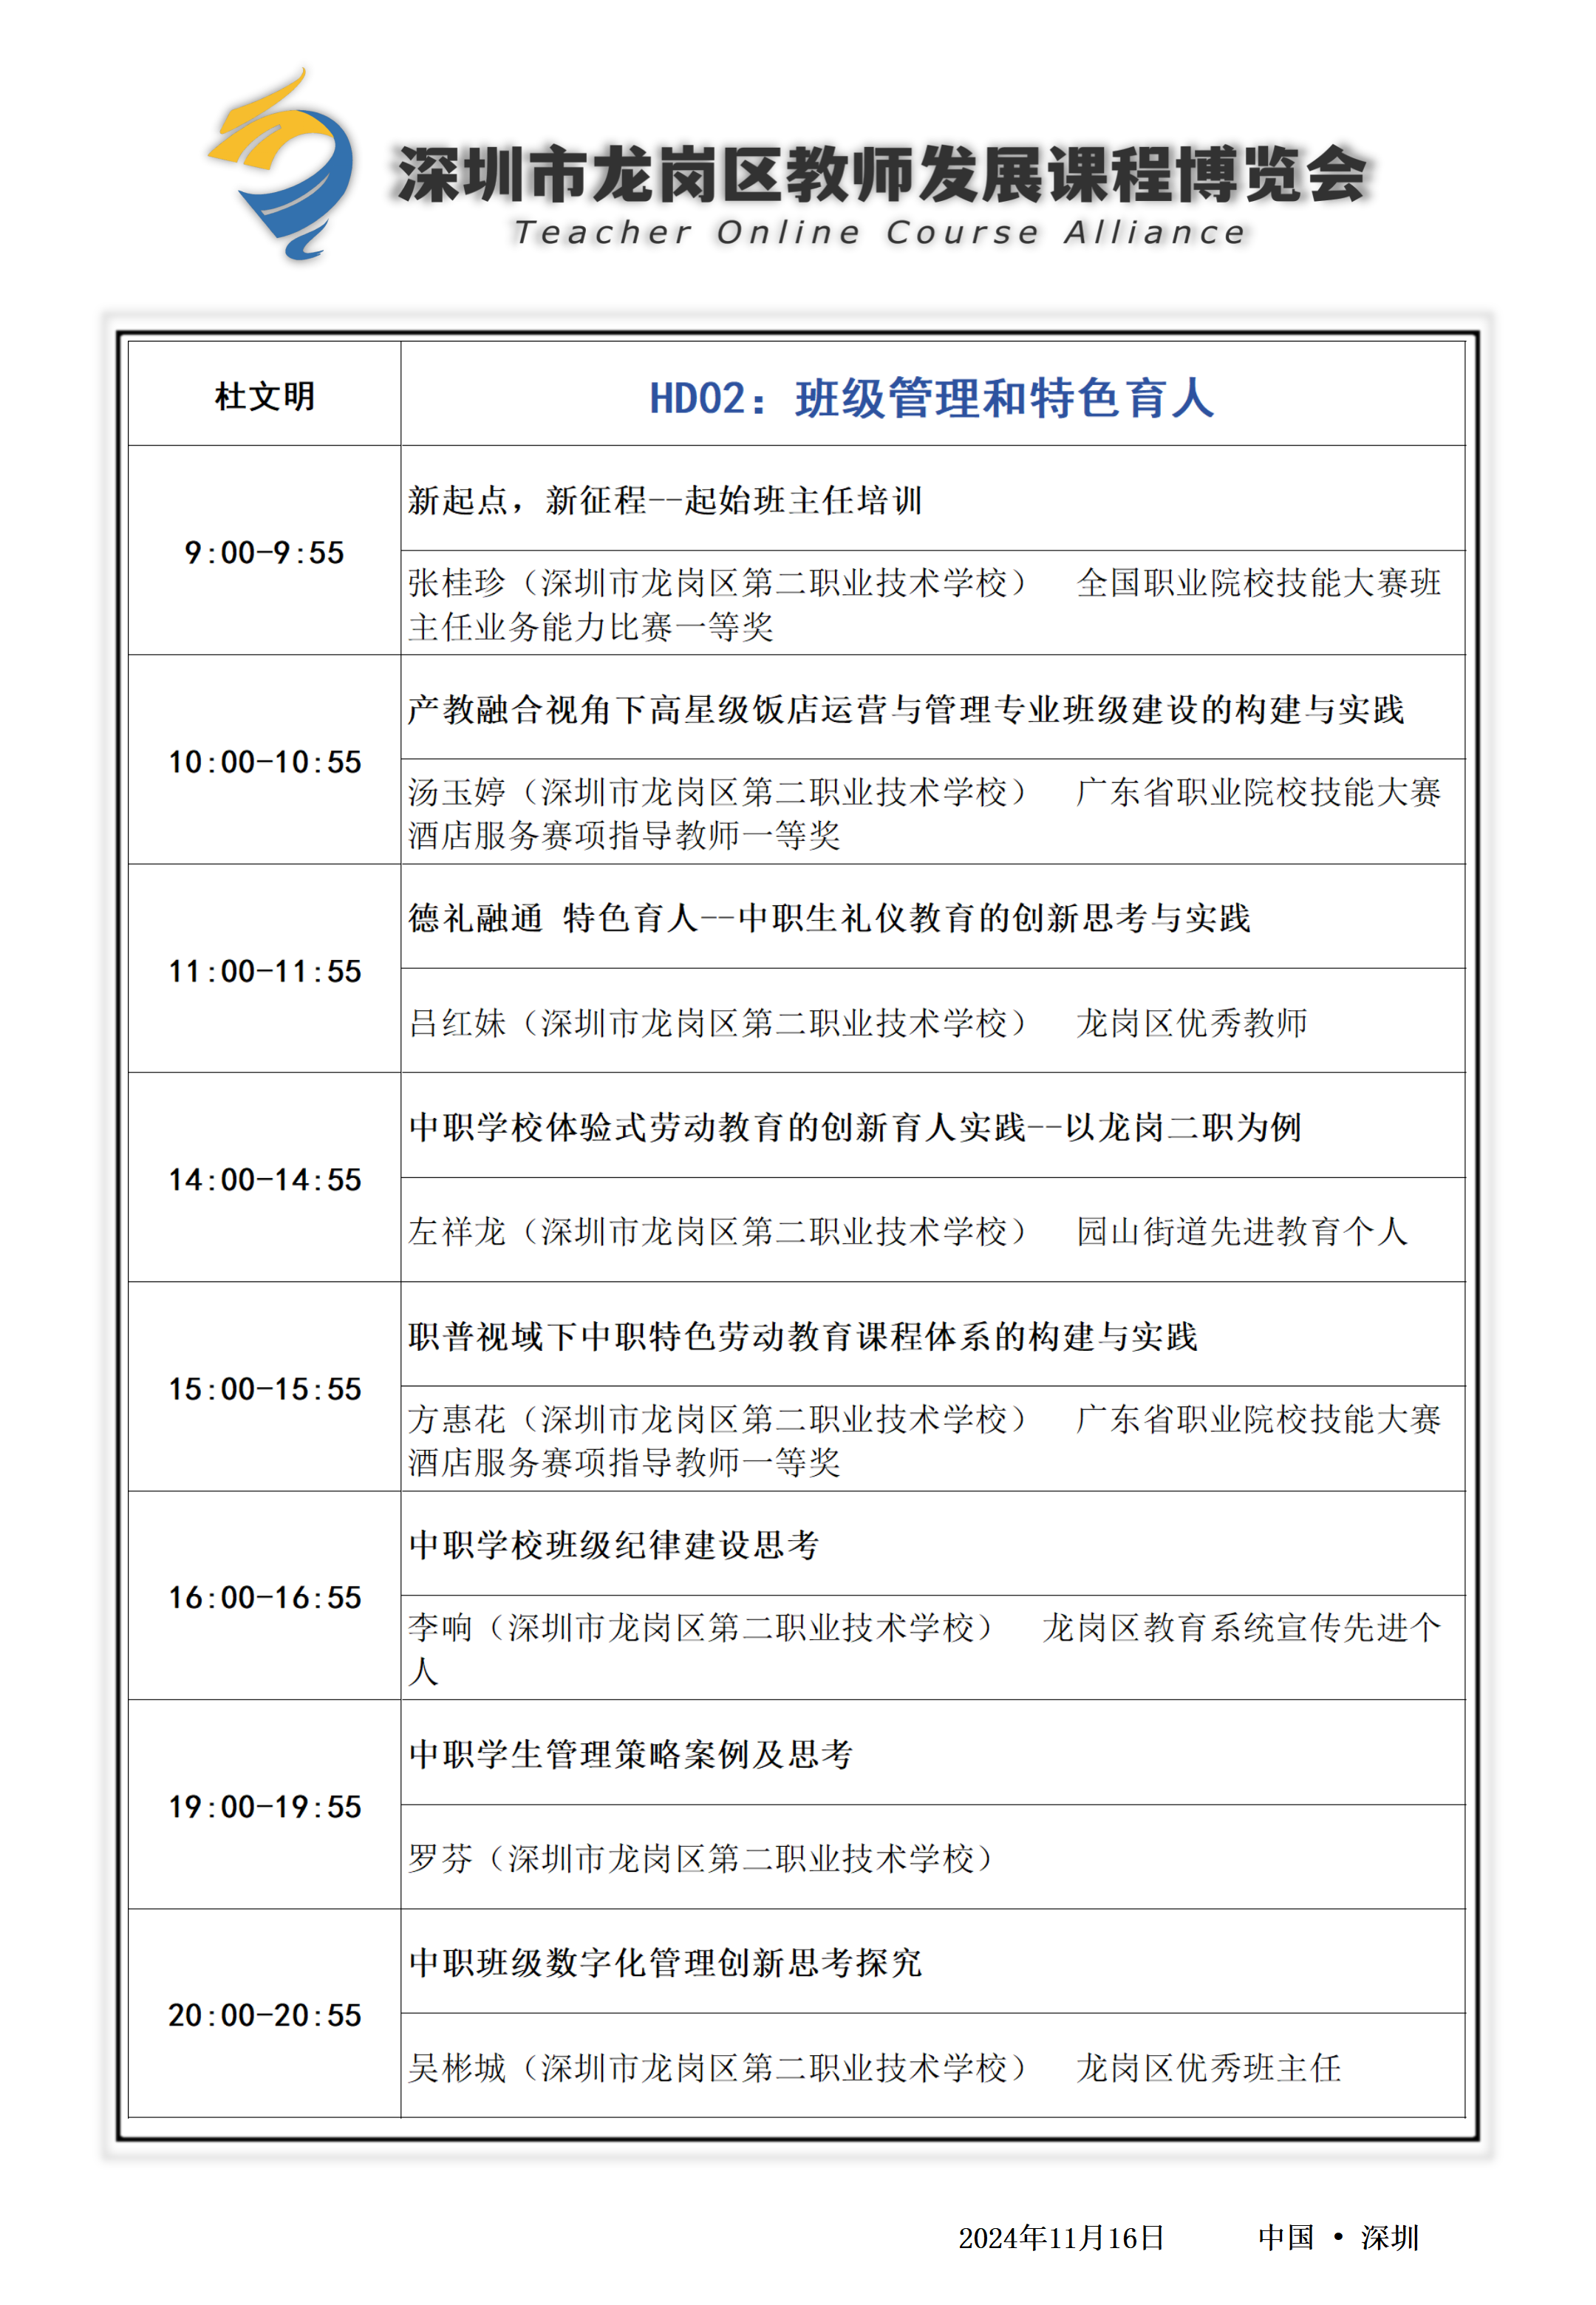 深圳市龙岗区教师发展课程博览会
Teacher Online Course Alliance
杜文明
HD02：班级管理和特色育人
9:00-9:55
新起点，新征程--起始班主任培训
张桂珍（深圳市龙岗区第二职业技术学校） 全国职业院校技能大赛班
主任业务能力比赛一等奖
10:00-10:55
产教融合视角下高星级饭店运营与管理专业班级建设的构建与实践
汤玉婷（深圳市龙岗区第二职业技术学校） 广东省职业院校技能大赛
酒店服务赛项指导教师一等奖
11:00-11:55
德礼融通 特色育人--中职生礼仪教育的创新思考与实践
吕红妹（深圳市龙岗区第二职业技术学校） 龙岗区优秀教师
14:00-14:55
中职学校体验式劳动教育的创新育人实践--以龙岗二职为例
左祥龙（深圳市龙岗区第二职业技术学校） 园山街道先进教育个人
15:00-15:55
职普视域下中职特色劳动教育课程体系的构建与实践
方惠花（深圳市龙岗区第二职业技术学校） 广东省职业院校技能大赛
酒店服务赛项指导教师一等奖
16:00-16:55
中职学校班级纪律建设思考
李响（深圳市龙岗区第二职业技术学校） 龙岗区教育系统宣传先进个
人
19:00-19:55
中职学生管理策略案例及思考
罗芬（深圳市龙岗区第二职业技术学校）
20:00-20:55
中职班级数字化管理创新思考探究
吴彬城（深圳市龙岗区第二职业技术学校） 龙岗区优秀班主任
2024年11月16日 中国 • 深圳